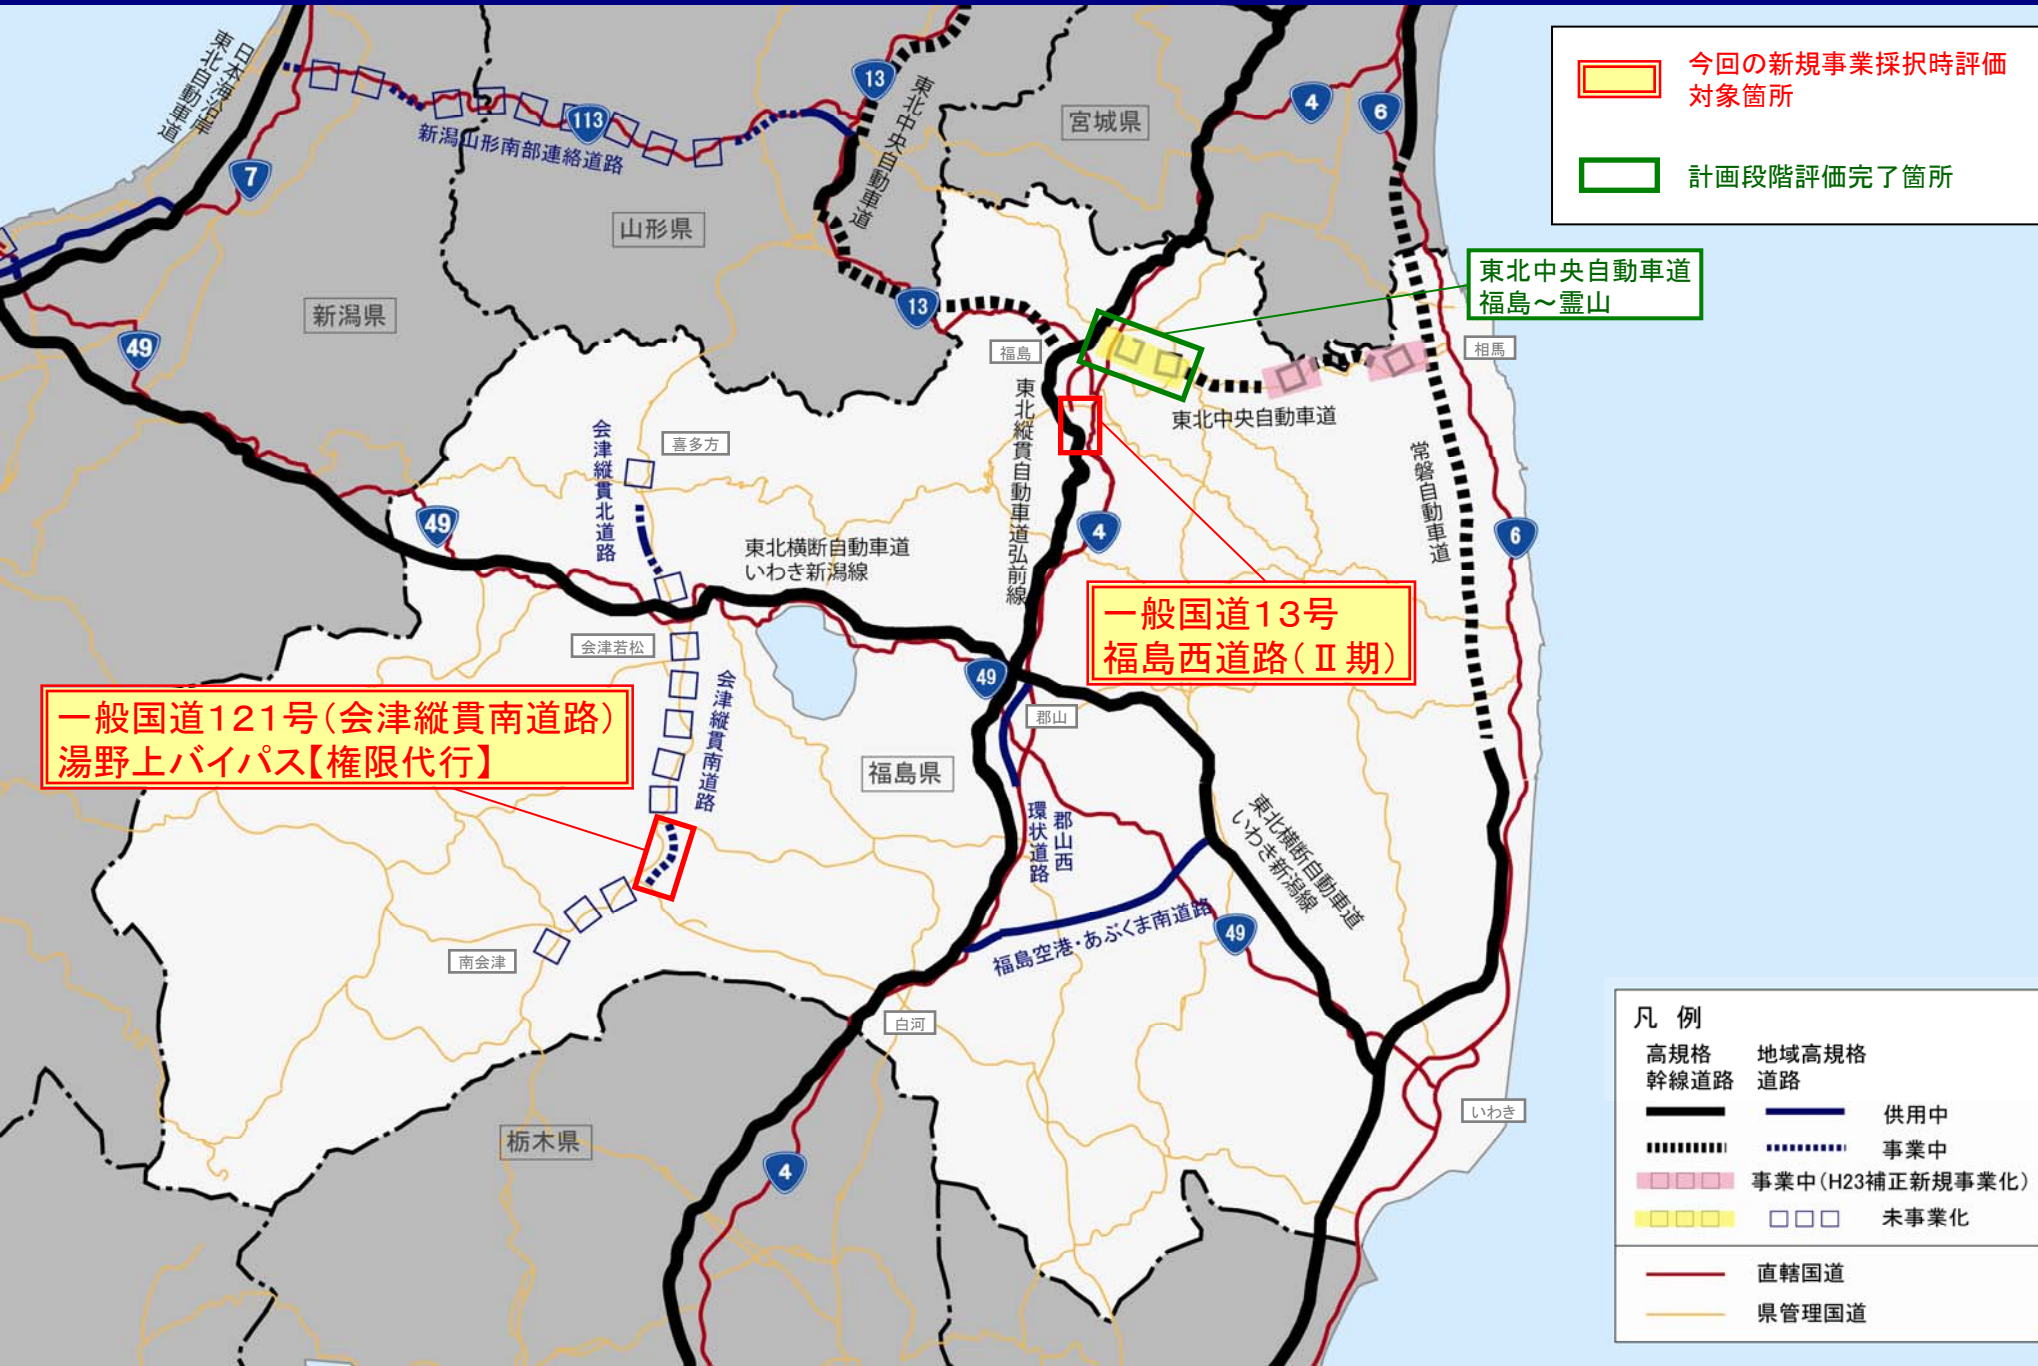 今回の新規事業採択時評価
対象箇所
計画段階評価完了箇所
日本海沿岸
東北自動車道
13
東北中央自動車道
4
6
宮城県
113
新潟山形南部連絡道路
7
山形県
東北中央自動車道
福島～霊山
新潟県
13
49
福島
相馬
東北中央自動車道
東北縦貫自動車道弘前線
会津縦貫北道路
喜多方
常磐自動車道
49
4
6
東北横断自動車道
いわき新潟線
一般国道13号
福島西道路(Ⅱ期)
会津若松
49
会津縦貫南道路
一般国道121号(会津縦貫南道路)
湯野上バイパス【権限代行】
郡山
福島県
郡山西
環状道路
東北横断自動車道
いわき新潟線
福島空港・あぶくま南道路
49
南会津
白河
いわき
栃木県
4
凡 例
高規格
幹線道路
地域高規格
道路
供用中
事業中
事業中(H23補正新規事業化)
未事業化
直轄国道
県管理国道